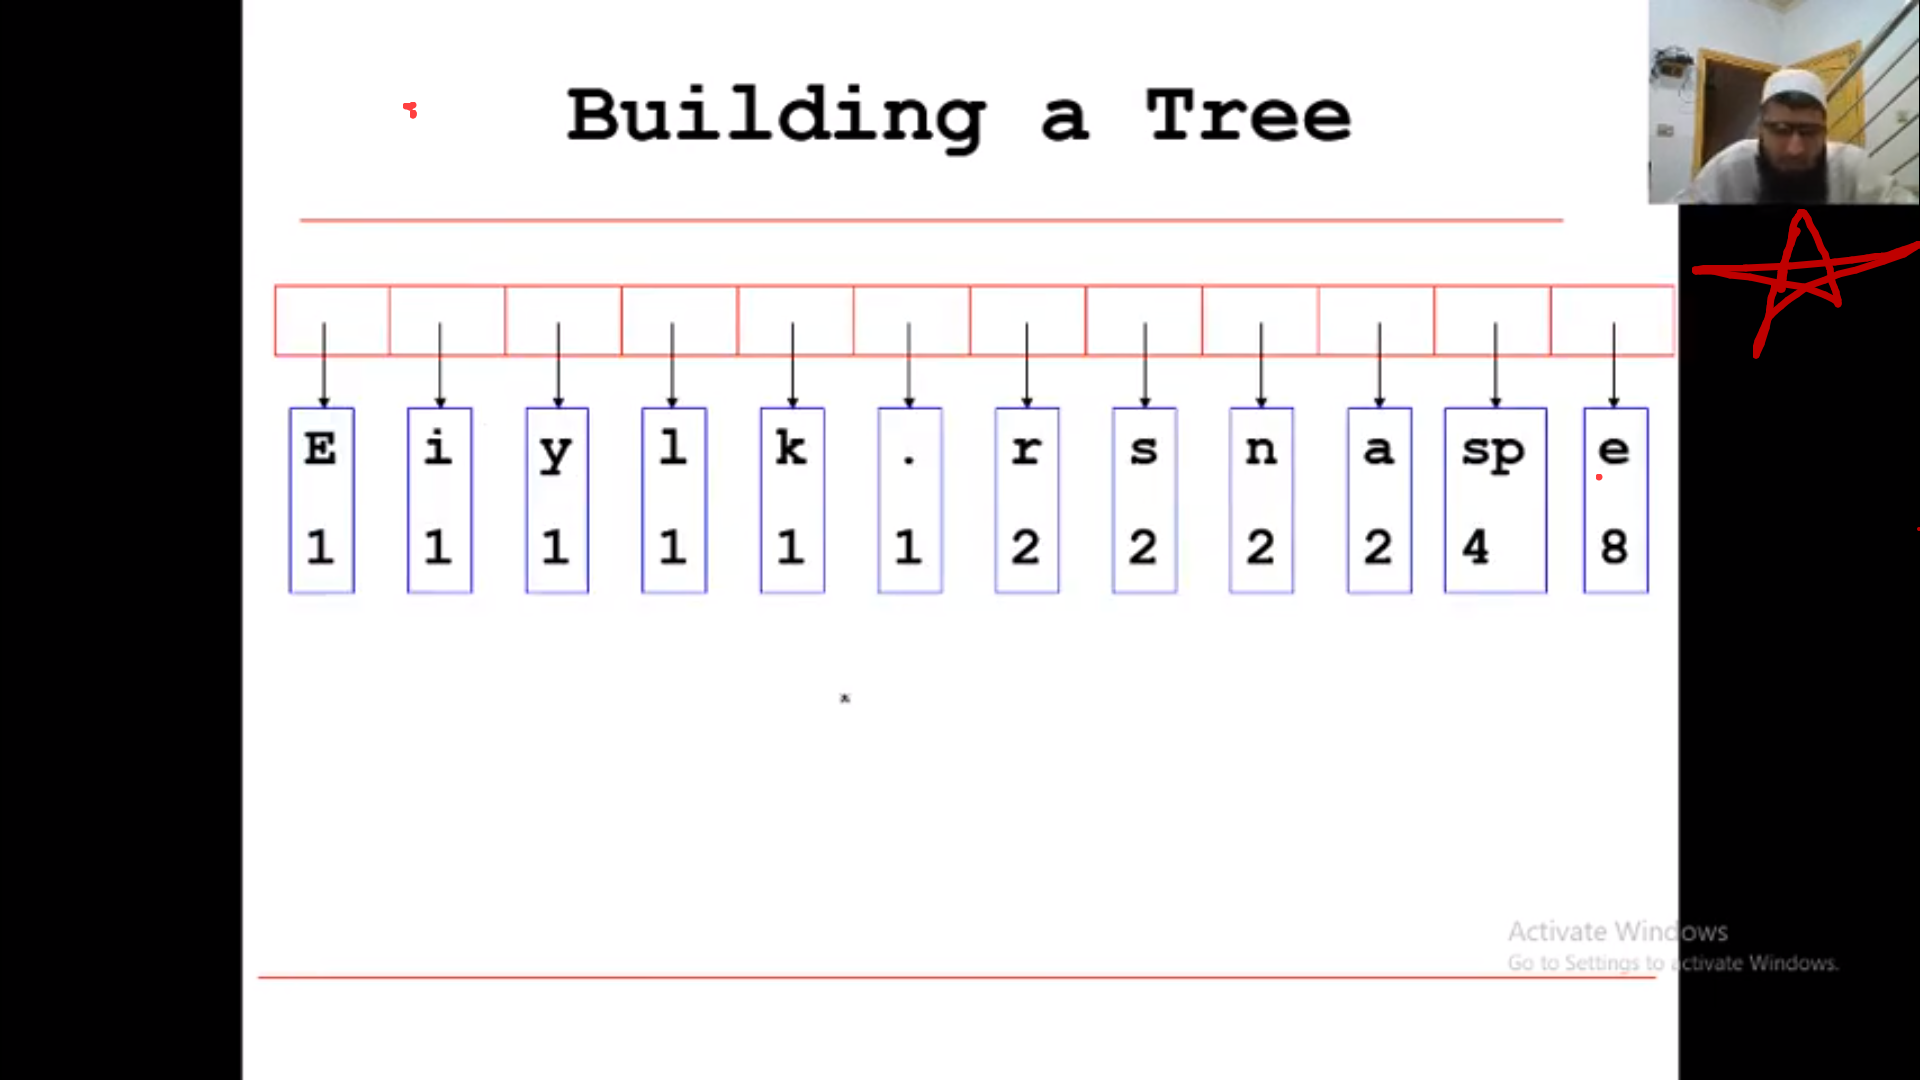 Building a Tree
E i y l k . r s n a sp e
1 1 1 1 1 1 2 2 2 2 4 8
Activate Windows
Go to Settings to activate Windows.